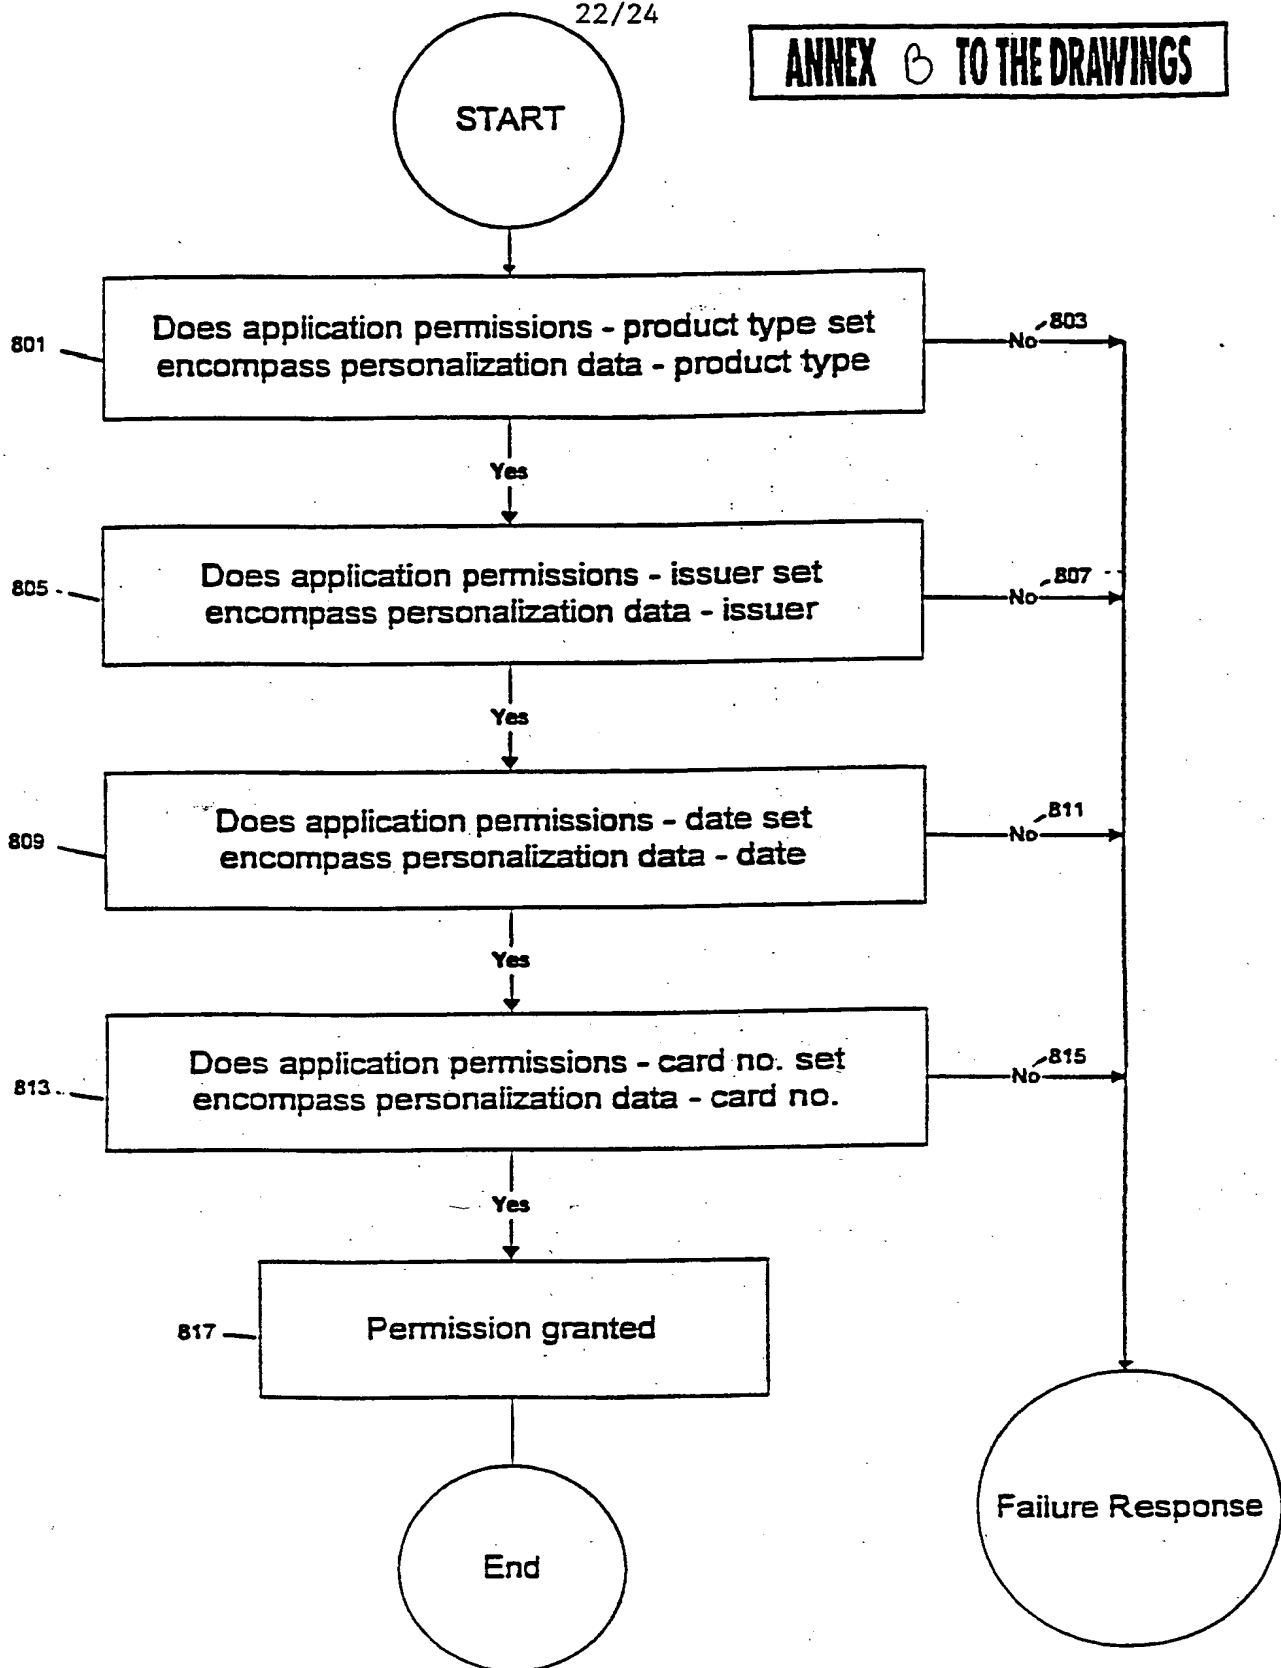 22/24
ANNEX B TO THE DRAWINGS
START
801
Does application permissions - product type set
encompass personalization data - product type
No
803
Yes
805
Does application permissions - issuer set
encompass personalization data - issuer
No
807
Yes
809
Does application permissions - date set
encompass personalization data - date
No
811
Yes
813
Does application permissions - card no. set
encompass personalization data - card no.
No
815
Yes
817
Permission granted
End
Failure Response